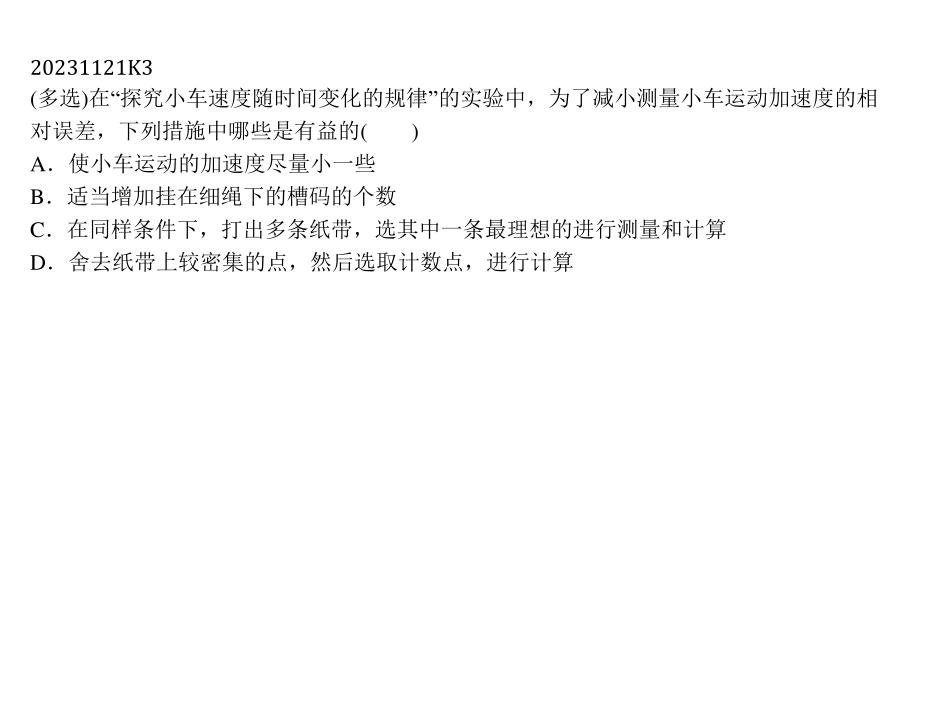 20231121K3
(多选)在“探究小车速度随时间变化的规律”的实验中，为了减小测量小车运动加速度的相
对误差，下列措施中哪些是有益的(　　)
A．使小车运动的加速度尽量小一些
B．适当增加挂在细绳下的槽码的个数
C．在同样条件下，打出多条纸带，选其中一条最理想的进行测量和计算
D．舍去纸带上较密集的点，然后选取计数点，进行计算